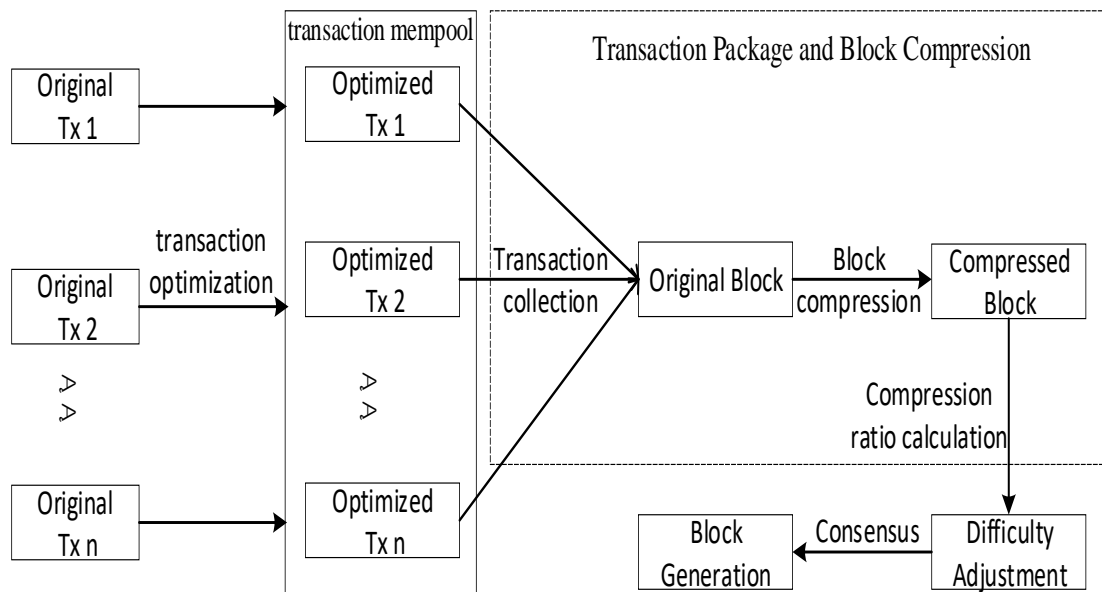 transaction mempool
Transaction Package and Block Compression
Original
Tx 1
Optimized
Tx 1
transaction
optimization
Original
Tx 2
Optimized
Tx 2
Transaction
collection
Original Block
Block
compression
Compressed
Block
A A
A A
Compression
ratio calculation
Original
Tx n
Optimized
Tx n
Block
Generation
Consensus
Difficulty
Adjustment